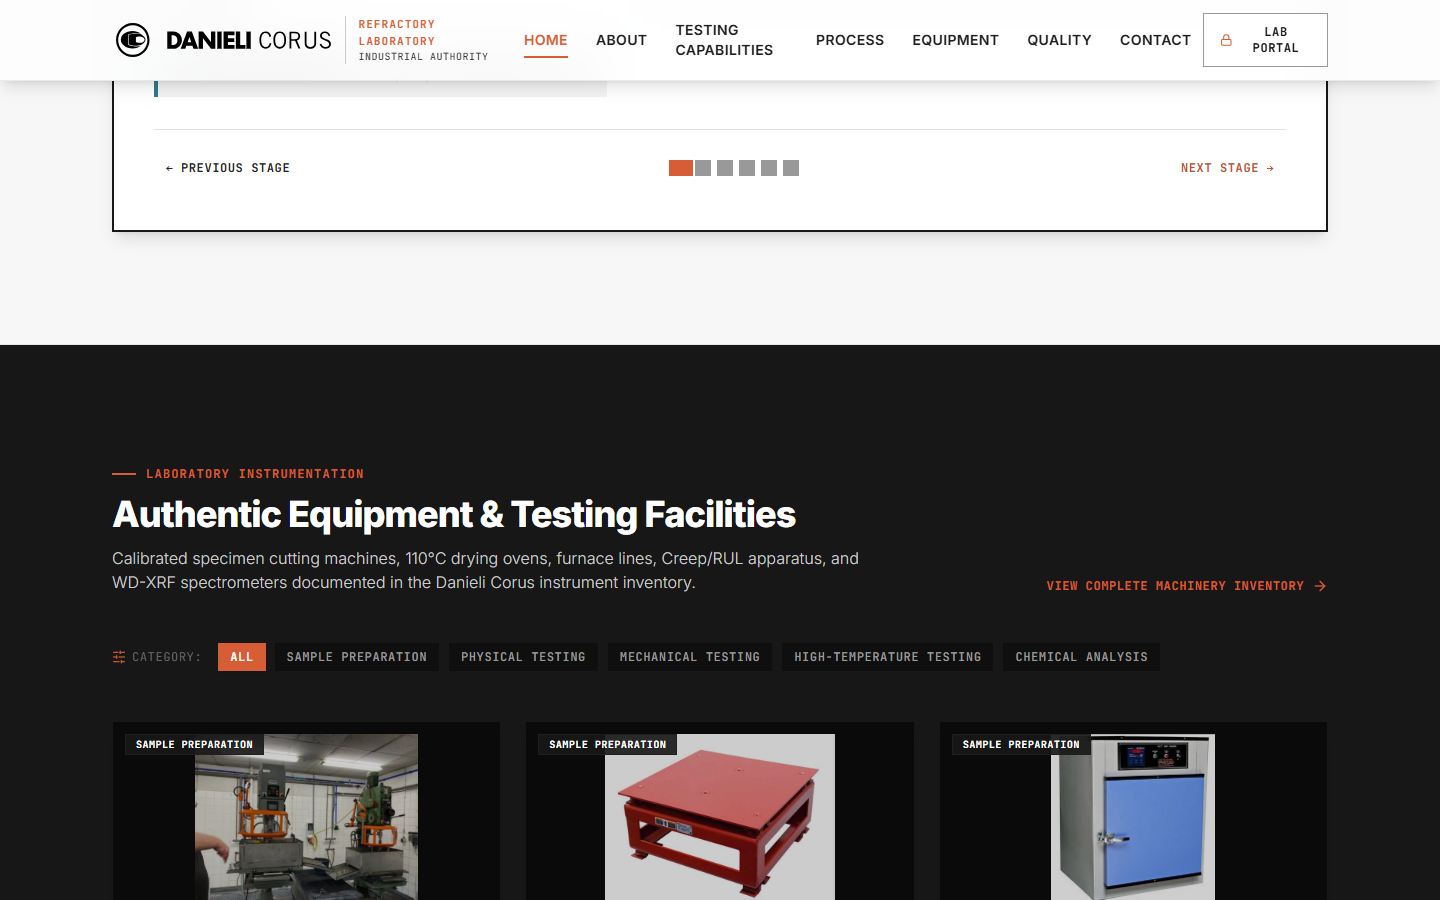 DANIELI CORUS
REFRACTORY
LABORATORY
INDUSTRIAL AUTHORITY
HOME
ABOUT
TESTING
CAPABILITIES
PROCESS
EQUIPMENT
QUALITY
CONTACT
LAB
PORTAL
← PREVIOUS STAGE
NEXT STAGE →
LABORATORY INSTRUMENTATION
Authentic Equipment & Testing Facilities
Calibrated specimen cutting machines, 110°C drying ovens, furnace lines, Creep/RUL apparatus, and
WD-XRF spectrometers documented in the Danieli Corus instrument inventory.
VIEW COMPLETE MACHINERY INVENTORY →
CATEGORY:
ALL
SAMPLE PREPARATION
PHYSICAL TESTING
MECHANICAL TESTING
HIGH-TEMPERATURE TESTING
CHEMICAL ANALYSIS
SAMPLE PREPARATION
SAMPLE PREPARATION
SAMPLE PREPARATION